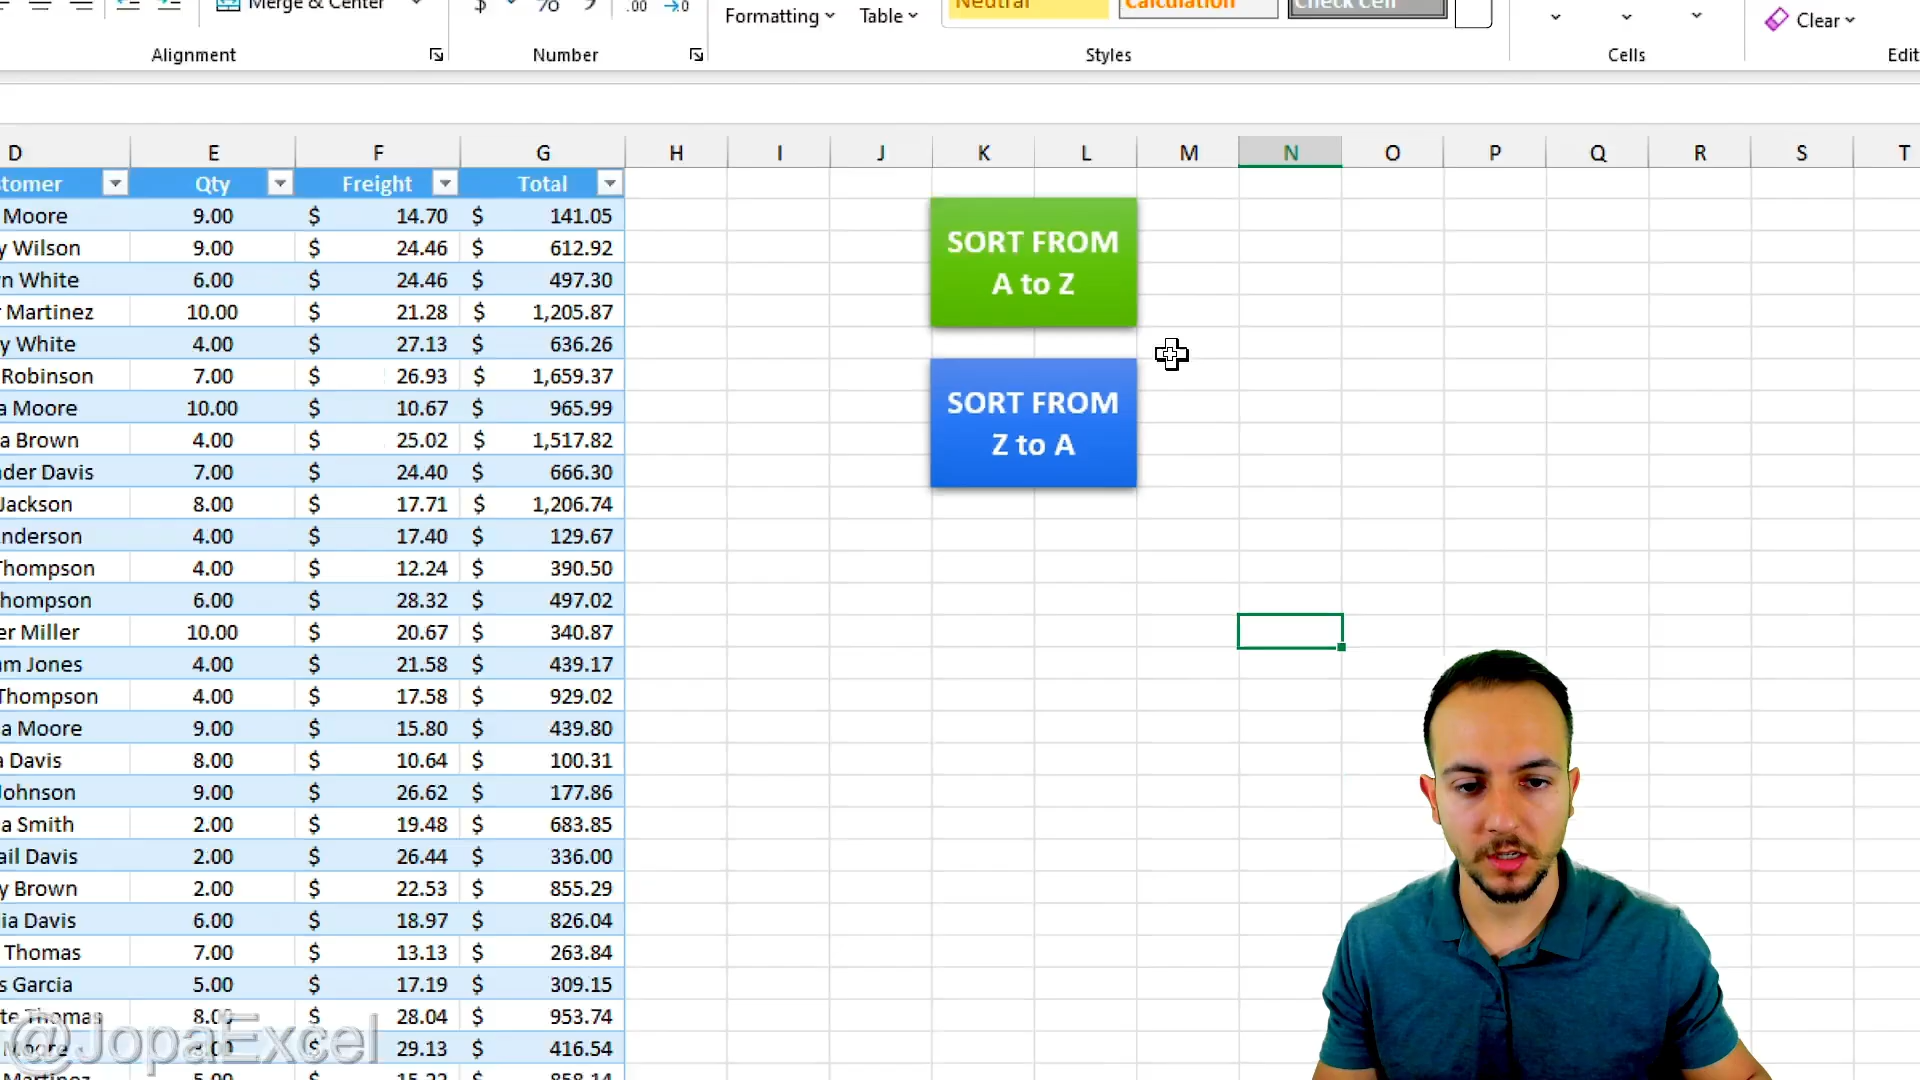 Merge & Center
$ % 9 .00 →.0
Formatting Table
Neutral Calculation Check Cell
Clear
Alignment Number Styles Cells Edit
D E F G H I J K L M N O P Q R S T
stomer Qty Freight Total
Moore 9.00 $ 14.70 $ 141.05
y Wilson 9.00 $ 24.46 $ 612.92
n White 6.00 $ 24.46 $ 497.30
r Martinez 10.00 $ 21.28 $ 1,205.87
y White 4.00 $ 27.13 $ 636.26
Robinson 7.00 $ 26.93 $ 1,659.37
a Moore 10.00 $ 10.67 $ 965.99
a Brown 4.00 $ 25.02 $ 1,517.82
nder Davis 7.00 $ 24.40 $ 666.30
Jackson 8.00 $ 17.71 $ 1,206.74
nderson 4.00 $ 17.40 $ 129.67
Thompson 4.00 $ 12.24 $ 390.50
hompson 6.00 $ 28.32 $ 497.02
er Miller 10.00 $ 20.67 $ 340.87
am Jones 4.00 $ 21.58 $ 439.17
Thompson 4.00 $ 17.58 $ 929.02
a Moore 9.00 $ 15.80 $ 439.80
a Davis 8.00 $ 10.64 $ 100.31
Johnson 9.00 $ 26.62 $ 177.86
a Smith 2.00 $ 19.48 $ 683.85
ail Davis 2.00 $ 26.44 $ 336.00
y Brown 2.00 $ 22.53 $ 855.29
ia Davis 6.00 $ 18.97 $ 826.04
Thomas 7.00 $ 13.13 $ 263.84
s Garcia 5.00 $ 17.19 $ 309.15
te Thomas 8.00 $ 28.04 $ 953.74
Moore $ 29.13 $ 416.54
Martinez 5.00 $ 15.22 $ 858.14
SORT FROM
A to Z
SORT FROM
Z to A
@JopaExcel